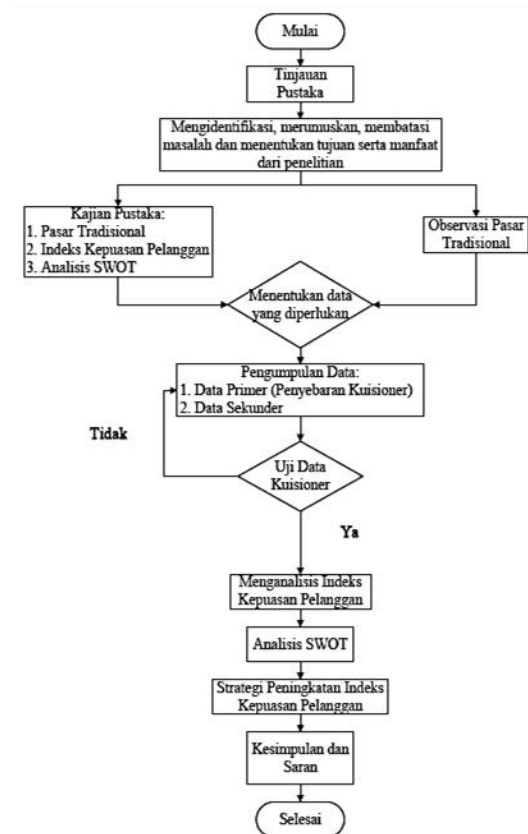 Mulai
Tinjauan
Pustaka
Mengidentifikasi, merumuskan, membatasi
masalah dan menentukan tujuan serta manfaat
dari penelitian
Kajian Pustaka:
1. Pasar Tradisional
2. Indeks Kepuasan Pelanggan
3. Analisis SWOT
Observasi Pasar
Tradisional
Menentukan data
yang diperlukan
Pengumpulan Data:
1. Data Primer (Penyebaran Kuisioner)
2. Data Sekunder
Tidak
Uji Data
Kuisioner
Ya
Menganalisis Indeks
Kepuasan Pelanggan
Analisis SWOT
Strategi Peningkatan Indeks
Kepuasan Pelanggan
Kesimpulan dan
Saran
Selesai